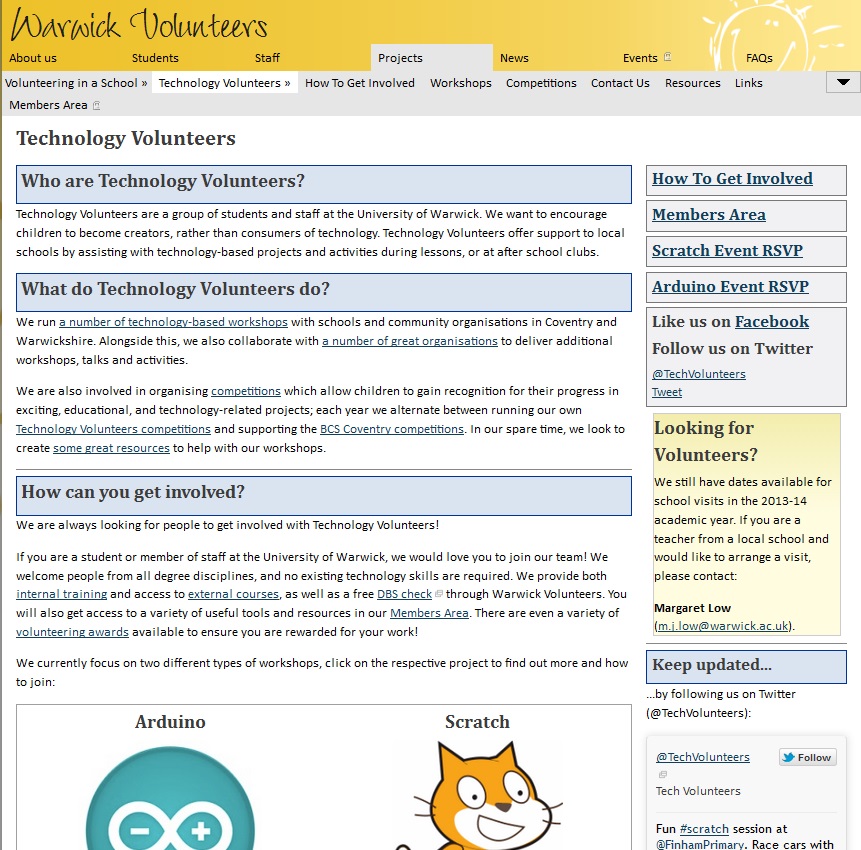 Warwick Volunteers
About us Students Staff Projects News Events FAQs
Volunteering in a School » Technology Volunteers » How To Get Involved Workshops Competitions Contact Us Resources Links
Members Area
Technology Volunteers
Who are Technology Volunteers?
Technology Volunteers are a group of students and staff at the University of Warwick. We want to encourage
children to become creators, rather than consumers of technology. Technology Volunteers offer support to local
schools by assisting with technology-based projects and activities during lessons, or at after school clubs.
What do Technology Volunteers do?
We run a number of technology-based workshops with schools and community organisations in Coventry and
Warwickshire. Alongside this, we also collaborate with a number of great organisations to deliver additional
workshops, talks and activities.
We are also involved in organising competitions which allow children to gain recognition for their progress in
exciting, educational, and technology-related projects; each year we alternate between running our own
Technology Volunteers competitions and supporting the BCS Coventry competitions. In our spare time, we look to
create some great resources to help with our workshops.
How can you get involved?
We are always looking for people to get involved with Technology Volunteers!
If you are a student or member of staff at the University of Warwick, we would love you to join our team! We
welcome people from all degree disciplines, and no existing technology skills are required. We provide both
internal training and access to external courses, as well as a free DBS check through Warwick Volunteers. You
will also get access to a variety of useful tools and resources in our Members Area. There are even a variety of
volunteering awards available to ensure you are rewarded for your work!
We currently focus on two different types of workshops, click on the respective project to find out more and how
to join:
Arduino Scratch
How To Get Involved
Members Area
Scratch Event RSVP
Arduino Event RSVP
Like us on Facebook
Follow us on Twitter
@TechVolunteers
Tweet
Looking for
Volunteers?
We still have dates available for
school visits in the 2013-14
academic year. If you are a
teacher from a local school and
would like to arrange a visit,
please contact:
Margaret Low
(m.j.low@warwick.ac.uk).
Keep updated...
...by following us on Twitter
(@TechVolunteers):
@TechVolunteers Follow
Tech Volunteers
Fun #scratch session at
@FinhamPrimary. Race cars with